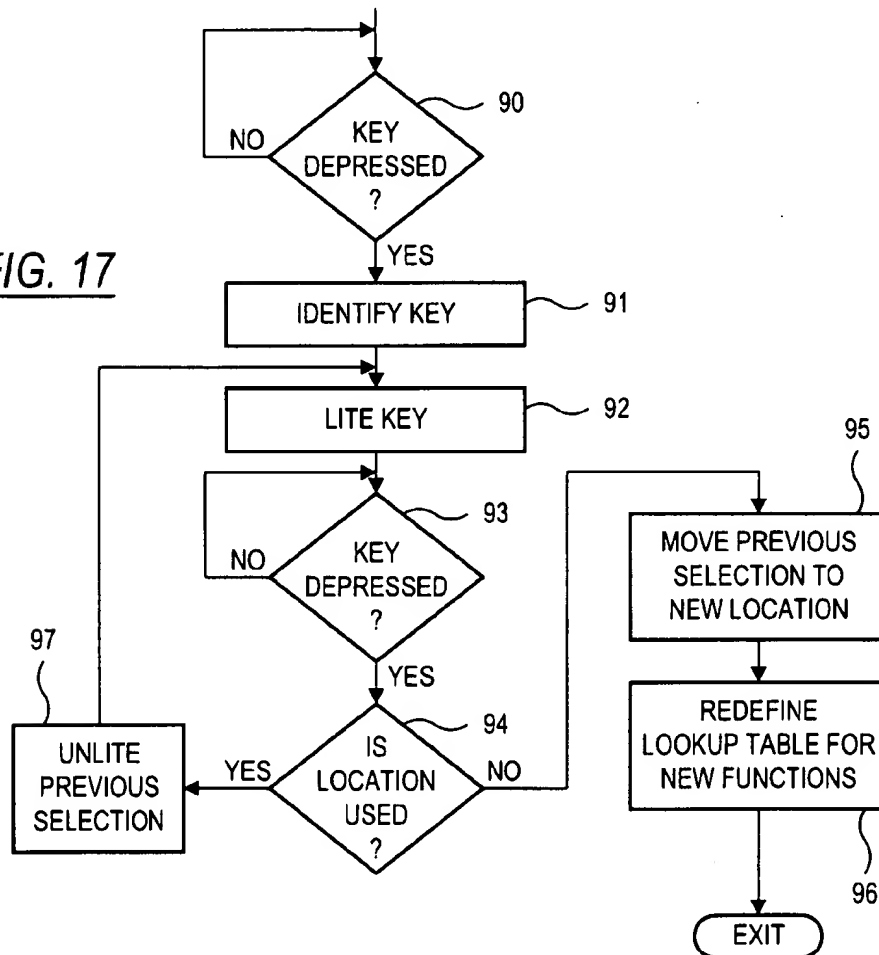 90
KEY
DEPRESSED
?
NO
YES
FIG. 17
IDENTIFY KEY
91
LITE KEY
92
93
KEY
DEPRESSED
?
NO
YES
95
MOVE PREVIOUS
SELECTION TO
NEW LOCATION
97
UNLITE
PREVIOUS
SELECTION
YES
94
IS
LOCATION
USED
?
NO
REDEFINE
LOOKUP TABLE FOR
NEW FUNCTIONS
96
EXIT